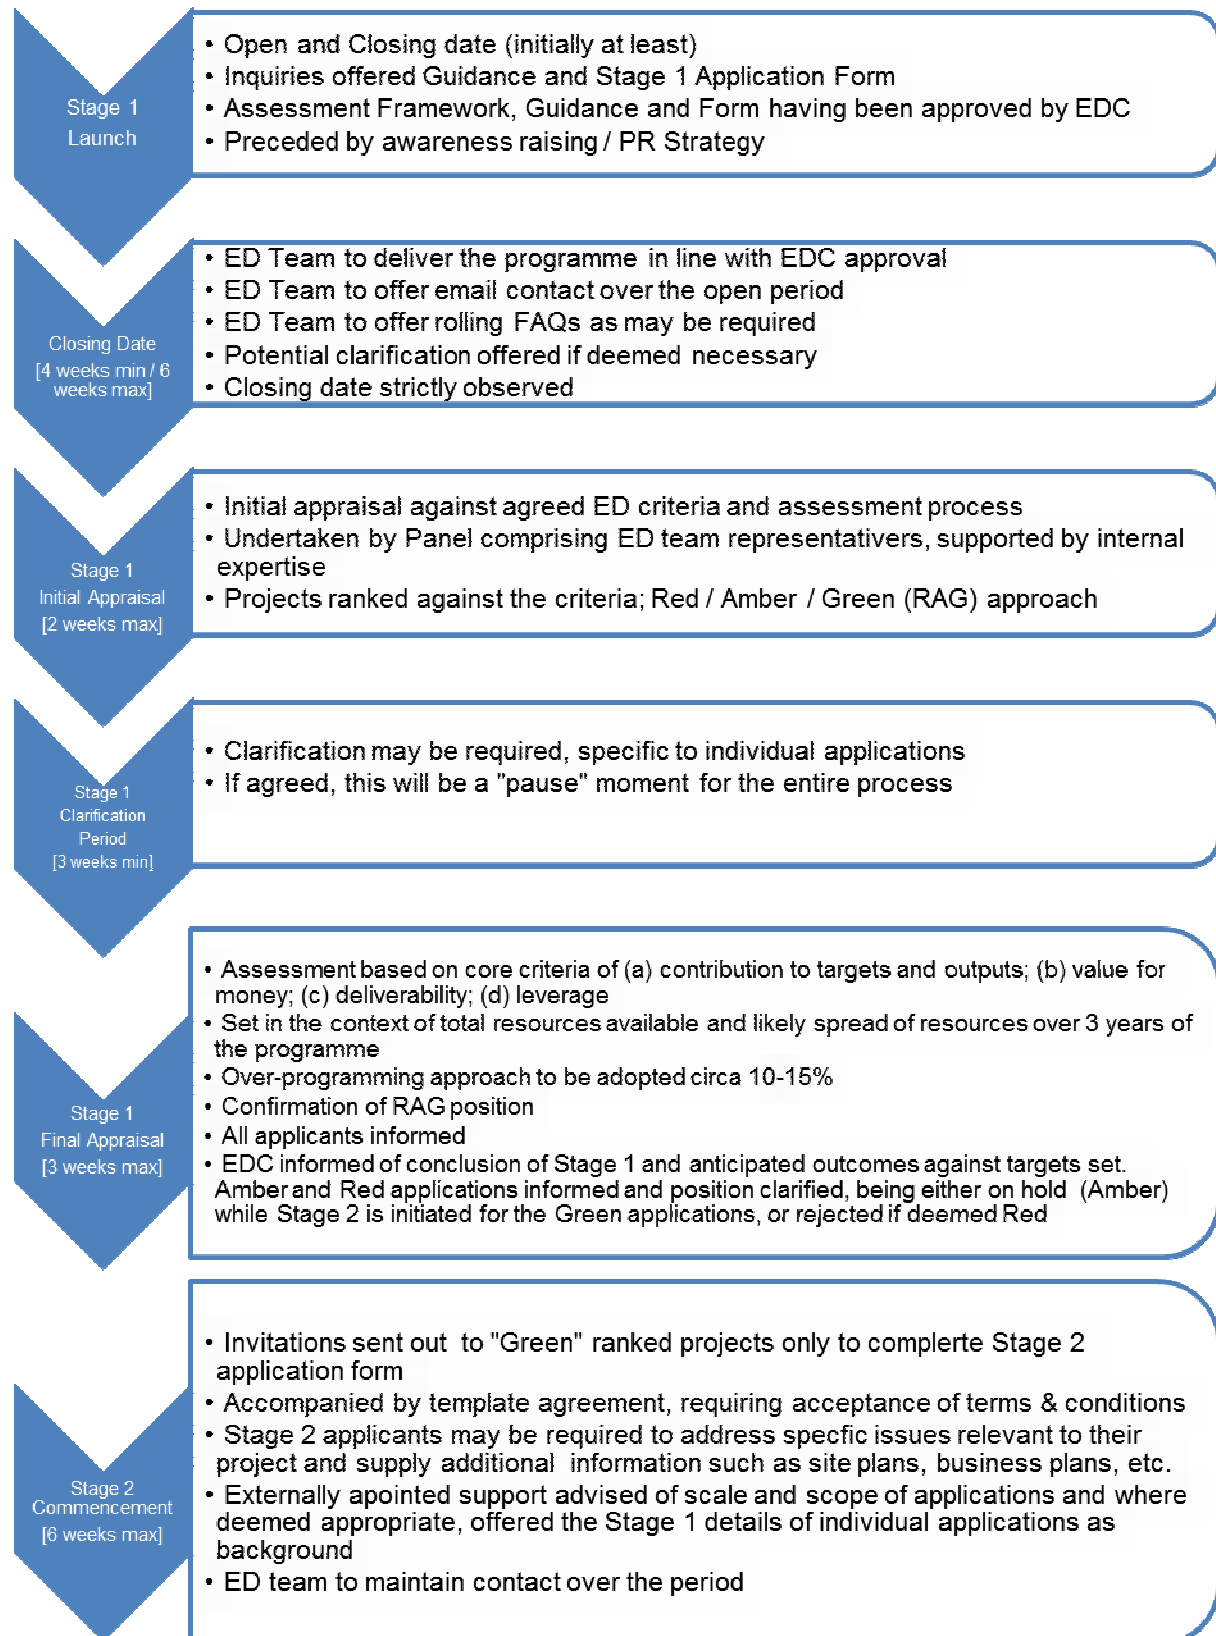 Stage 1
Launch
• Open and Closing date (initially at least)
• Inquiries offered Guidance and Stage 1 Application Form
• Assessment Framework, Guidance and Form having been approved by EDC
• Preceded by awareness raising / PR Strategy
Closing Date
[4 weeks min / 6
weeks max]
• ED Team to deliver the programme in line with EDC approval
• ED Team to offer email contact over the open period
• ED Team to offer rolling FAQs as may be required
• Potential clarification offered if deemed necessary
• Closing date strictly observed
Stage 1
Initial Appraisal
[2 weeks max]
• Initial appraisal against agreed ED criteria and assessment process
• Undertaken by Panel comprising ED team representativers, supported by internal
expertise
• Projects ranked against the criteria; Red / Amber / Green (RAG) approach
Stage 1
Clarification
Period
[3 weeks min]
• Clarification may be required, specific to individual applications
• If agreed, this will be a "pause" moment for the entire process
Stage 1
Final Appraisal
[3 weeks max]
• Assessment based on core criteria of (a) contribution to targets and outputs; (b) value for
money; (c) deliverability; (d) leverage
• Set in the context of total resources available and likely spread of resources over 3 years of
the programme
• Over-programming approach to be adopted circa 10-15%
• Confirmation of RAG position
• All applicants informed
• EDC informed of conclusion of Stage 1 and anticipated outcomes against targets set.
Amber and Red applications informed and position clarified, being either on hold (Amber)
while Stage 2 is initiated for the Green applications, or rejected if deemed Red
Stage 2
Commencement
[6 weeks max]
• Invitations sent out to "Green" ranked projects only to complerte Stage 2
application form
• Accompanied by template agreement, requiring acceptance of terms & conditions
• Stage 2 applicants may be required to address specfic issues relevant to their
project and supply additional information such as site plans, business plans, etc.
• Externally apointed support advised of scale and scope of applications and where
deemed appropriate, offered the Stage 1 details of individual applications as
background
• ED team to maintain contact over the period